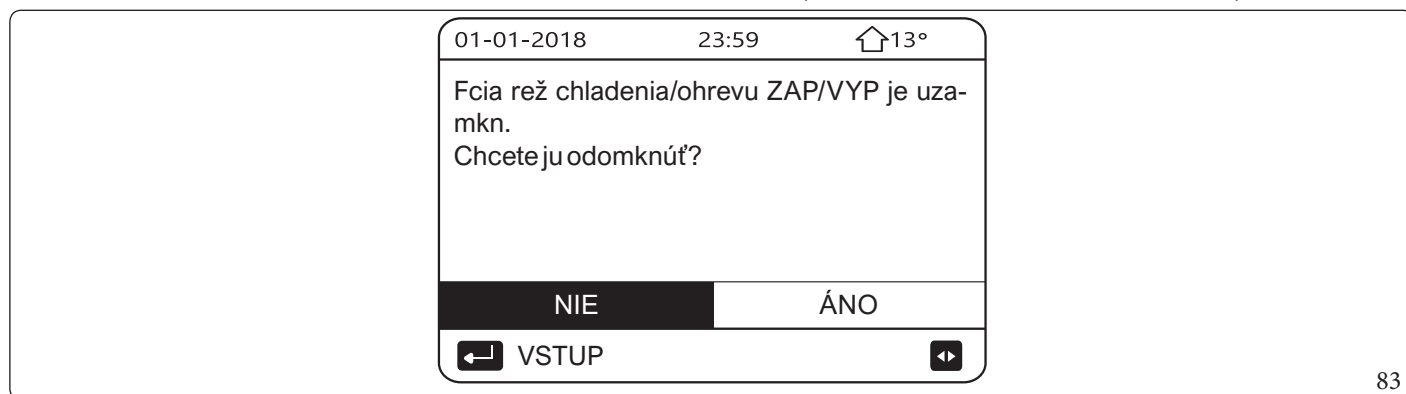 01-01-2018 23:59 13°
Fcia rež chladenia/ohrevu ZAP/VYP je uza-
mkn.
Chcete ju odomknúť?
NIE ÁNO
VSTUP
83